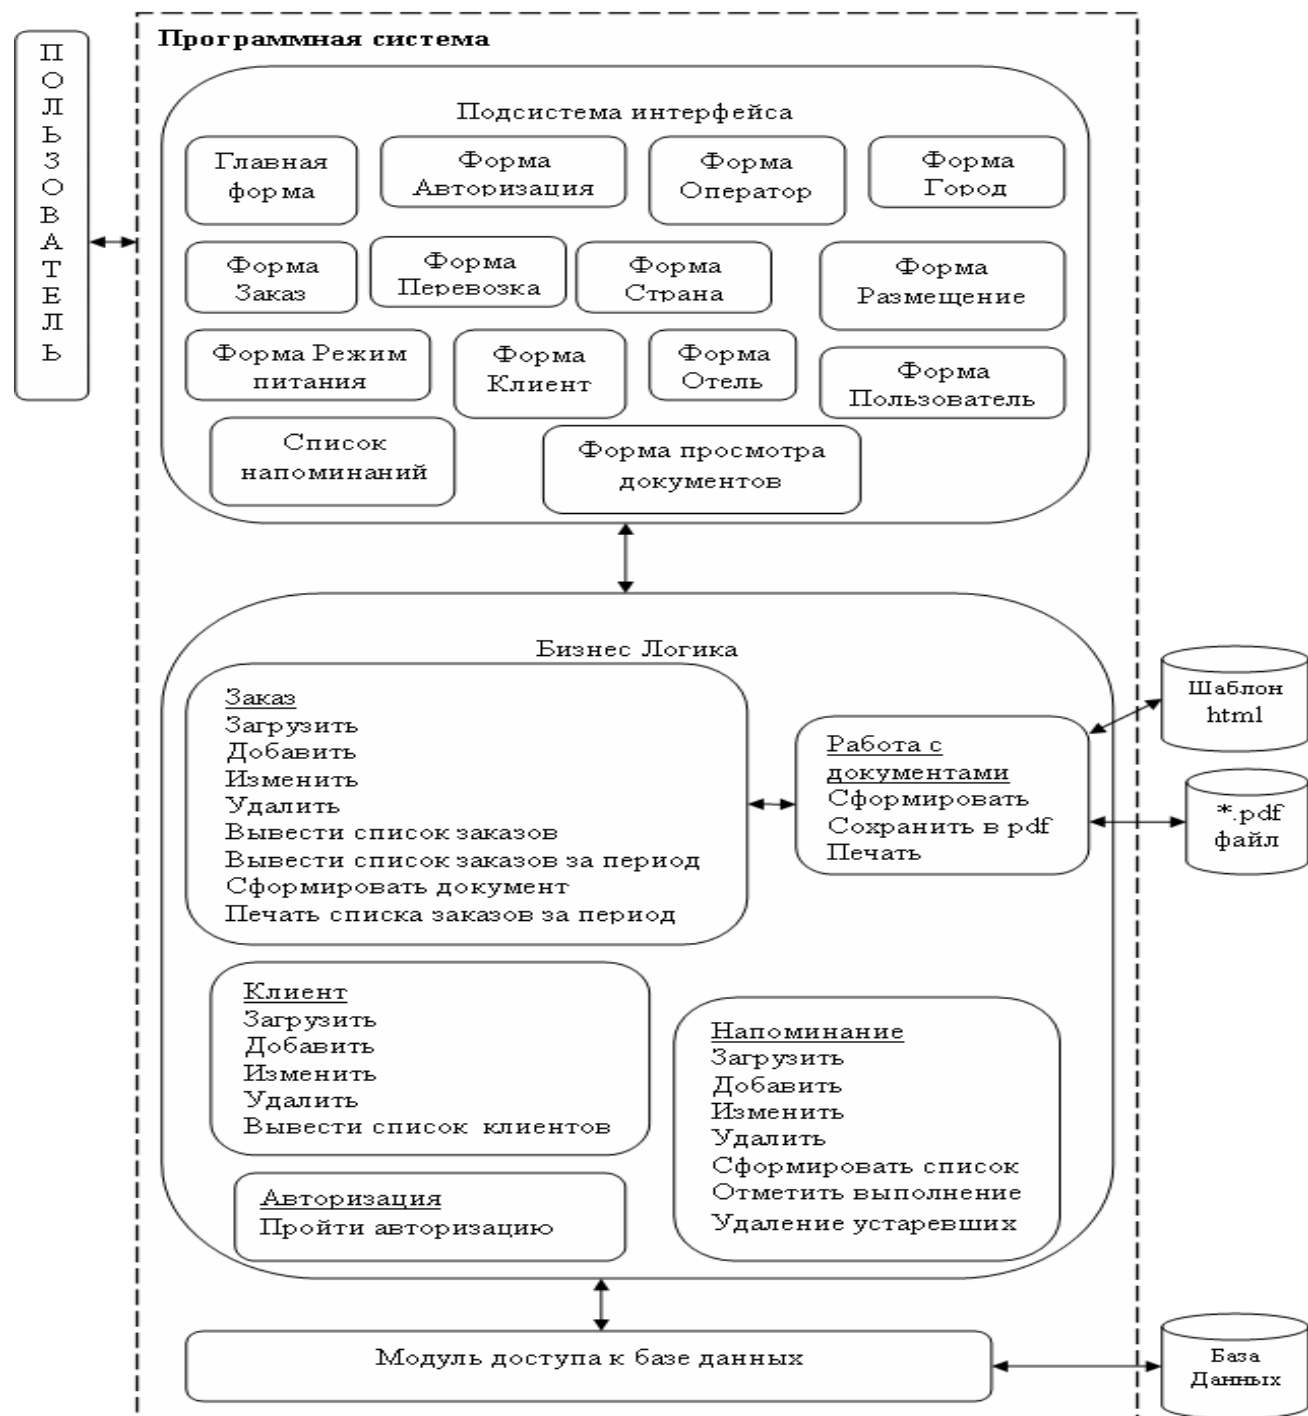 ПОЛЬЗОВАТЕЛЬ
Программная система
Подсистема интерфейса
Главная
форма
Форма
Авторизация
Форма
Оператор
Форма
Город
Форма
Заказ
Форма
Перевозка
Форма
Страна
Форма
Размещение
Форма Режим
питания
Форма
Клиент
Форма
Отель
Форма
Пользователь
Список
напоминаний
Форма просмотра
документов
Бизнес Логика
Заказ
Загрузить
Добавить
Изменить
Удалить
Вывести список заказов
Вывести список заказов за период
Сформировать документ
Печать списка заказов за период
Работа с
документами
Сформировать
Сохранить в pdf
Печать
Шаблон
html
*.pdf
файл
Клиент
Загрузить
Добавить
Изменить
Удалить
Вывести список клиентов
Напоминание
Загрузить
Добавить
Изменить
Удалить
Сформировать список
Отметить выполнение
Удаление устаревших
Авторизация
Пройти авторизацию
Модуль доступа к базе данных
База
Данных